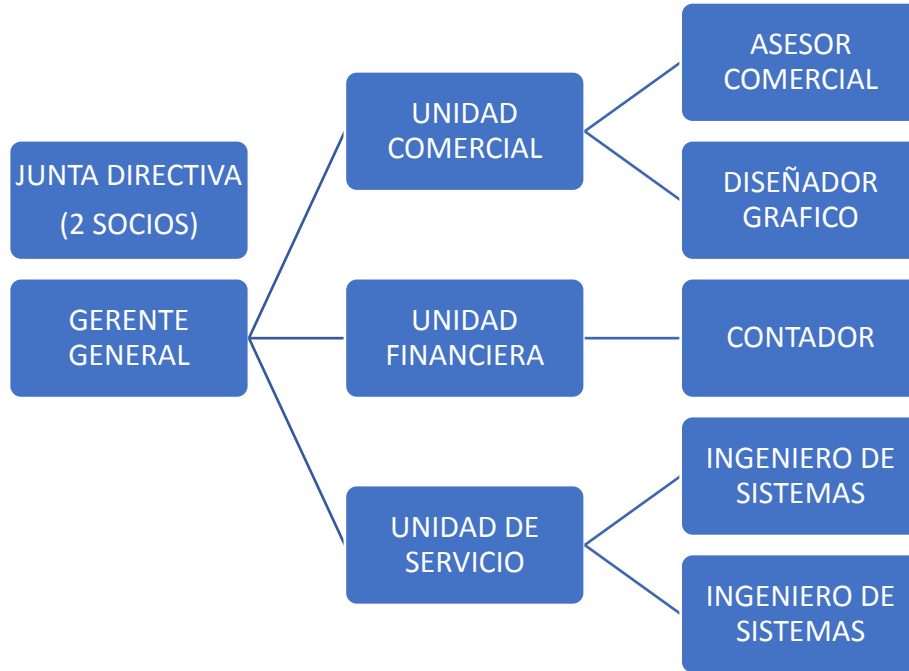 JUNTA DIRECTIVA
(2 SOCIOS)
GERENTE
GENERAL
UNIDAD
COMERCIAL
ASESOR
COMERCIAL
DISEÑADOR
GRAFICO
UNIDAD
FINANCIERA
CONTADOR
UNIDAD DE
SERVICIO
INGENIERO DE
SISTEMAS
INGENIERO DE
SISTEMAS